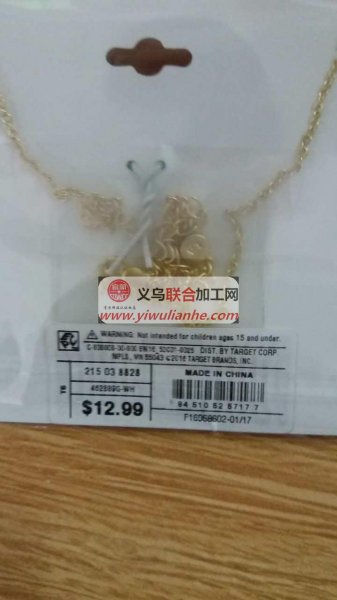 义乌联合加工网
www.yiwulianhe.com
WARNING: Not intended for children ages 15 and under.
DIST. BY TARGET CORP
MPLS, MN 55043 © 2016 TARGET BRANDS, INC.
215 03 8828
MADE IN CHINA
$12.99
F16068602-01/17